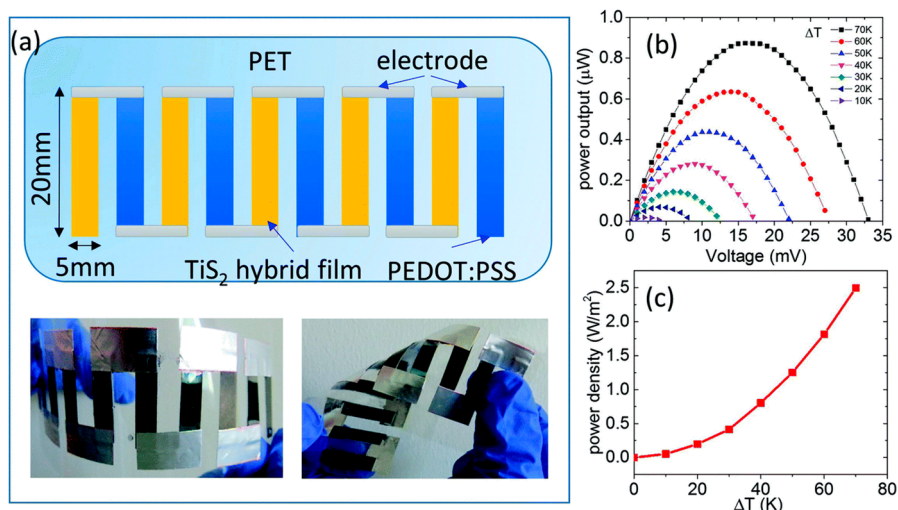 (a)
PET
electrode
20mm
5mm
TiS2 hybrid film
PEDOT:PSS
(b)
ΔT
70K
60K
50K
40K
30K
20K
10K
power output (μW)
0.8
0.6
0.4
0.2
0.0
0 5 10 15 20 25 30 35
Voltage (mV)
(c)
power density (W/m2)
2.5
2.0
1.5
1.0
0.5
0.0
0 20 40 60 80
ΔT (K)